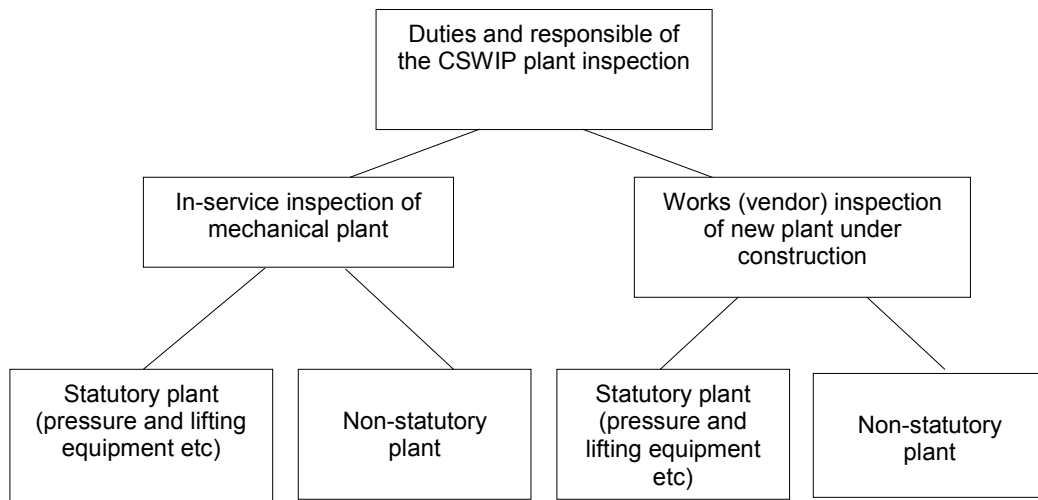 Duties and responsible of
the CSWIP plant inspection
In-service inspection of
mechanical plant
Works (vendor) inspection
of new plant under
construction
Statutory plant
(pressure and lifting
equipment etc)
Non-statutory
plant
Statutory plant
(pressure and
lifting equipment
etc)
Non-statutory
plant